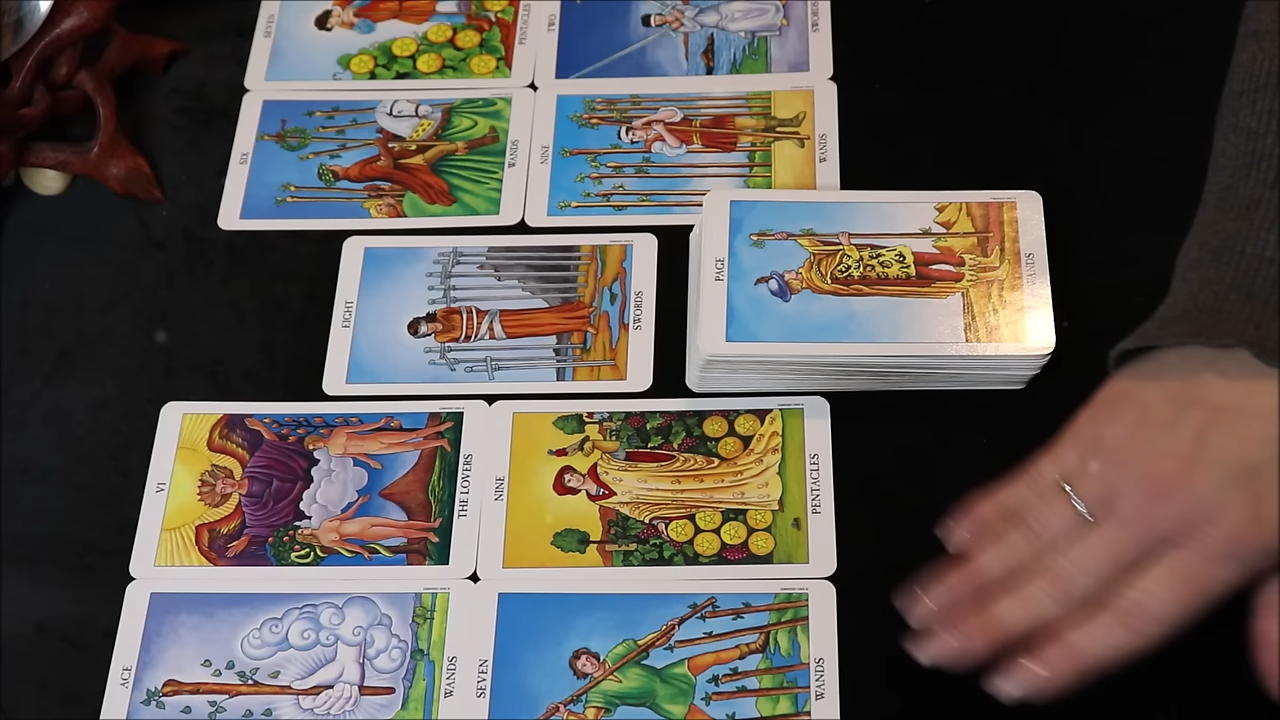 SEVEN
PENTACLES
TWO
SWORDS
SIX
WANDS
NINE
WANDS
EIGHT
SWORDS
PAGE
WANDS
VI
THE LOVERS
NINE
PENTACLES
ACE
WANDS
SEVEN
WANDS